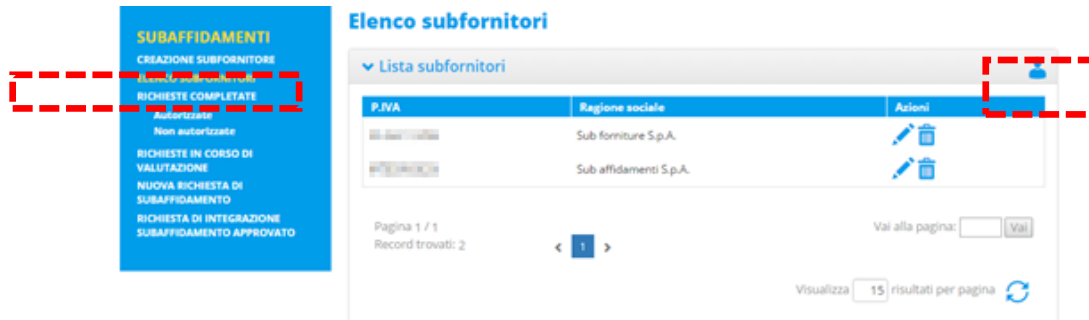 Elenco subfornitori
SUBAFFIDAMENTI
CREAZIONE SUBFORNITORE
ELENCO SUBFORNITORI
RICHIESTE COMPLETATE
Autorizzate
Non autorizzate
RICHIESTE IN CORSO DI
VALUTAZIONE
NUOVA RICHIESTA DI
SUBAFFIDAMENTO
RICHIESTA DI INTEGRAZIONE
SUBAFFIDAMENTO APPROVATO
Lista subfornitori
P.IVA Ragione sociale Azioni
Sub forniture S.p.A.
Sub affidamenti S.p.A.
Pagina 1 / 1
Record trovati: 2
1
Vai alla pagina: Vai
Visualizza 15 risultati per pagina